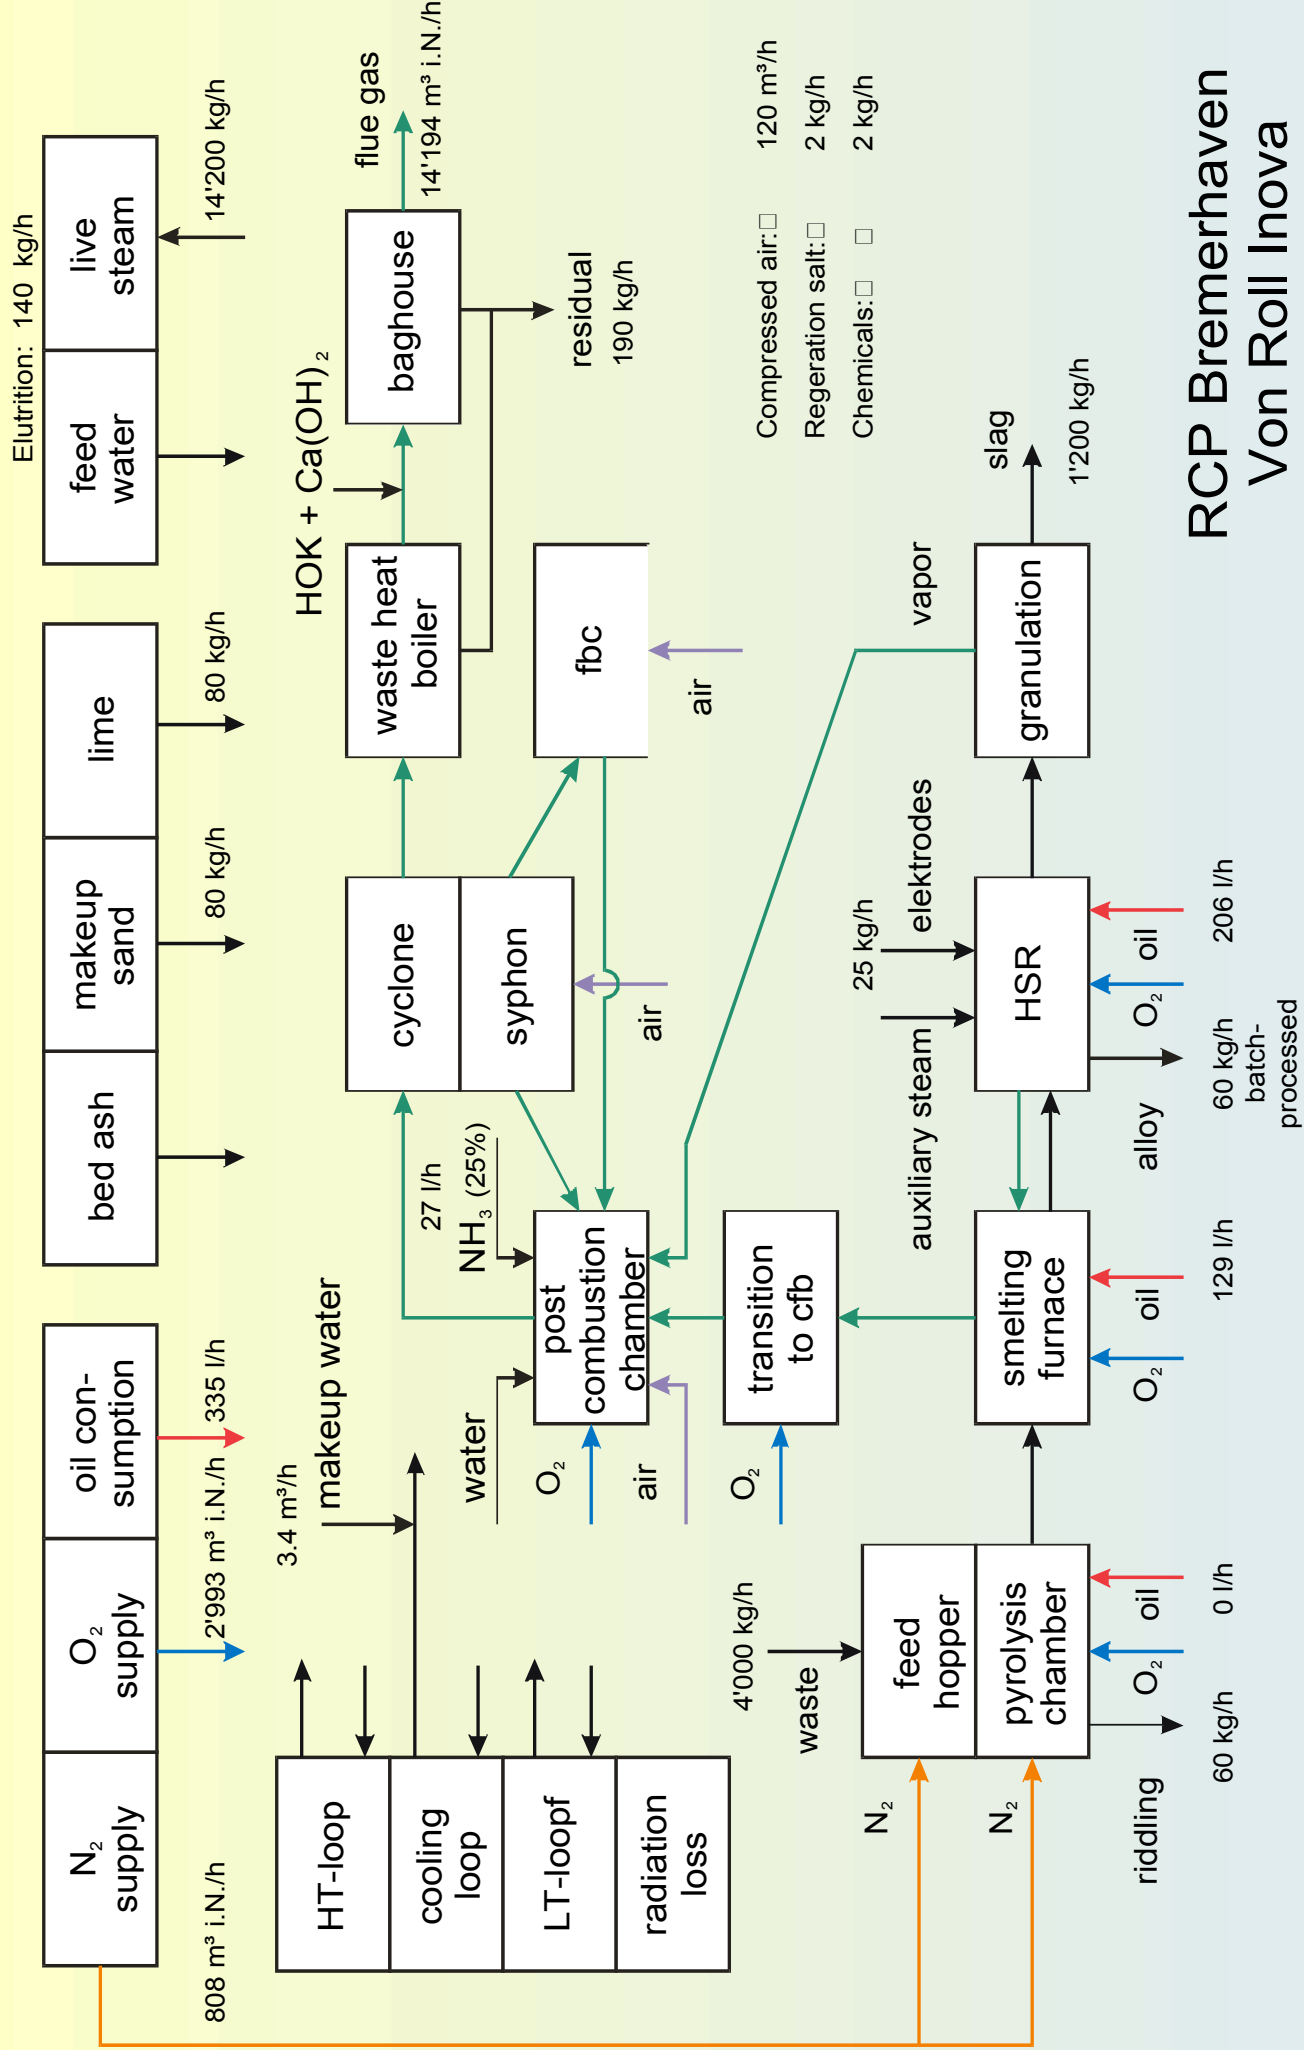 N₂
supply
O₂
supply
oil con-
sumption
808 m³ i.N./h
2'993 m³ i.N./h
335 l/h
bed ash
makeup
sand
lime
80 kg/h
80 kg/h
Elutrition: 140 kg/h
feed
water
live
steam
14'200 kg/h
HT-loop
cooling
loop
LT-loopf
radiation
loss
3.4 m³/h
makeup water
water
O₂
air
27 l/h
NH₃ (25%)
post
combustion
chamber
cyclone
syphon
air
waste heat
boiler
fbc
air
HOK + Ca(OH)₂
baghouse
flue gas
14'194 m³ i.N./h
residual
190 kg/h
O₂
transition
to cfb
Compressed air:□ 120 m³/h
Regeration salt:□ 2 kg/h
Chemicals:□ □ 2 kg/h
4'000 kg/h
waste
N₂
N₂
feed
hopper
pyrolysis
chamber
riddling
60 kg/h
O₂
oil
0 l/h
smelting
furnace
O₂
oil
129 l/h
auxiliary steam
25 kg/h
elektrodes
HSR
alloy
60 kg/h
batch-
processed
O₂
oil
206 l/h
vapor
granulation
slag
1'200 kg/h
RCP Bremerhaven
Von Roll Inova